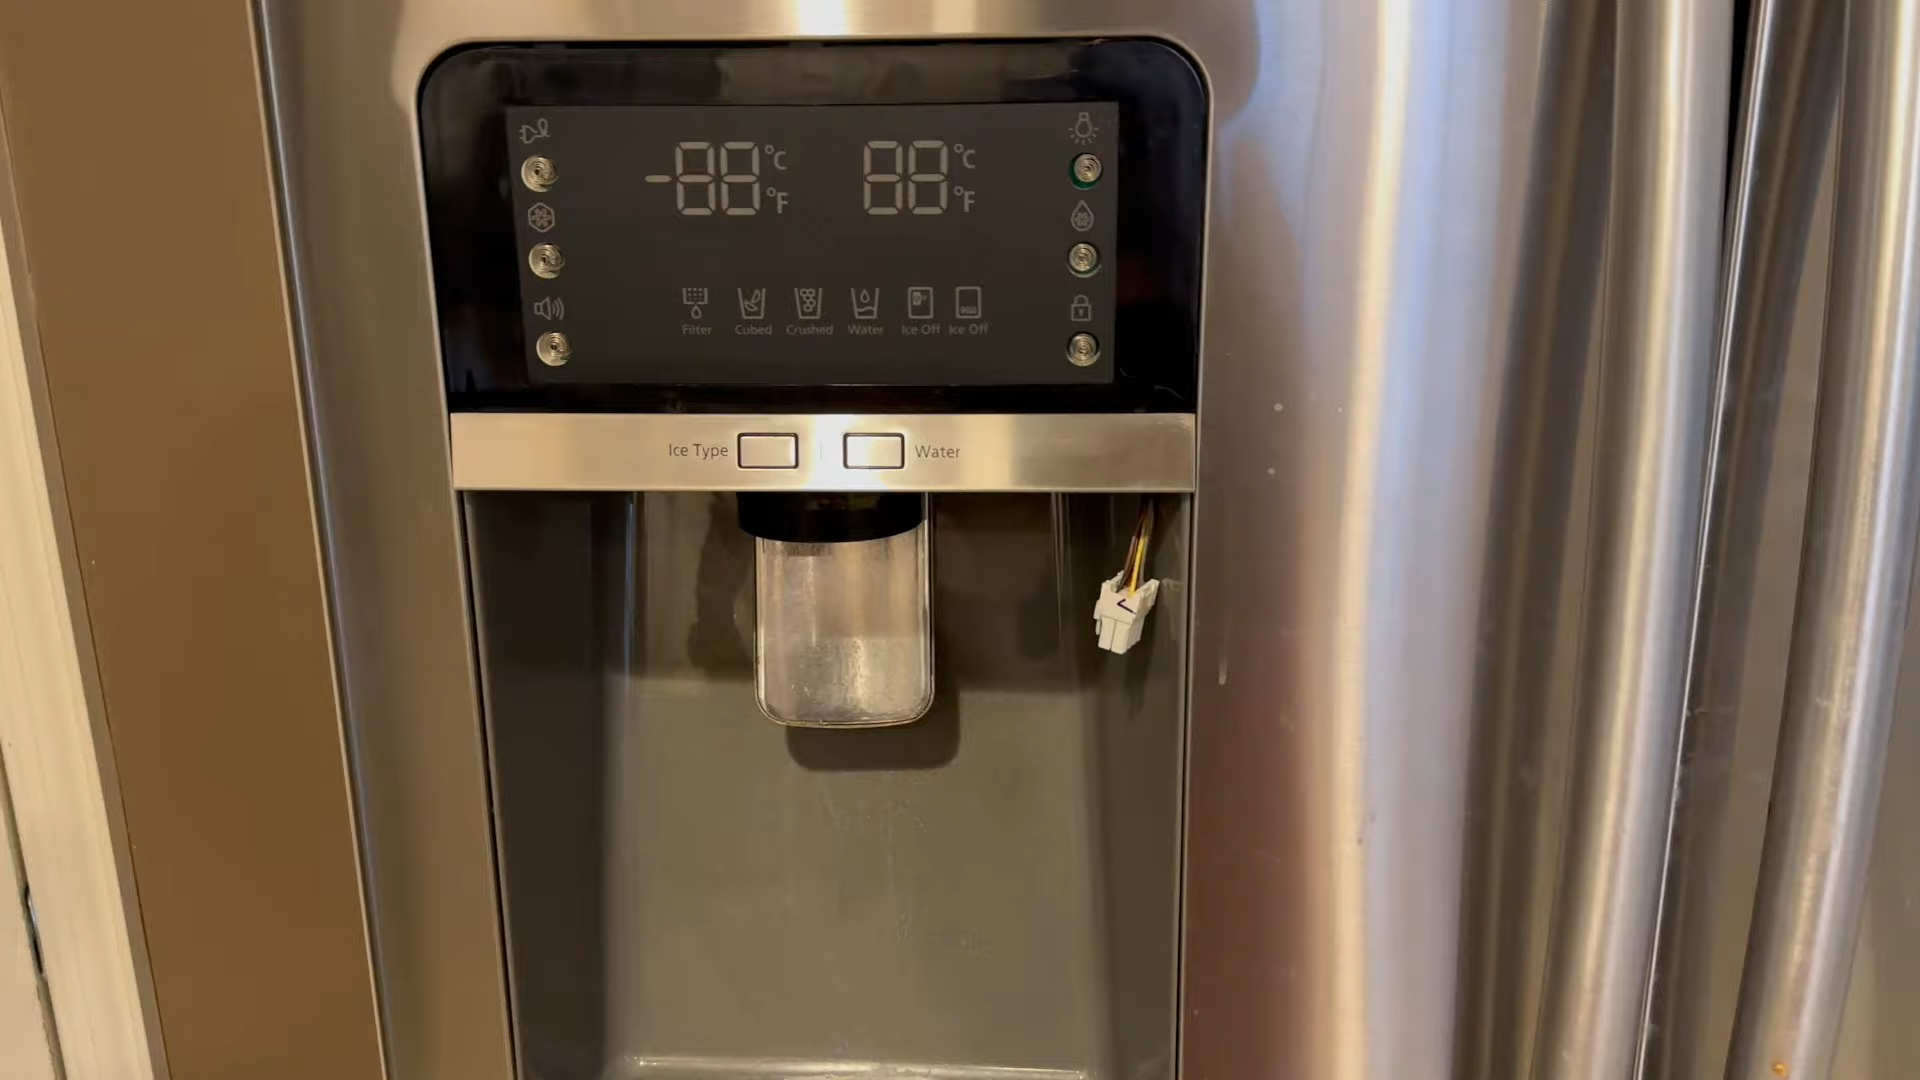 -88 °C 88 °C
°F °F
Filter Cubed Crushed Water Ice Off Ice Off
Ice Type Water